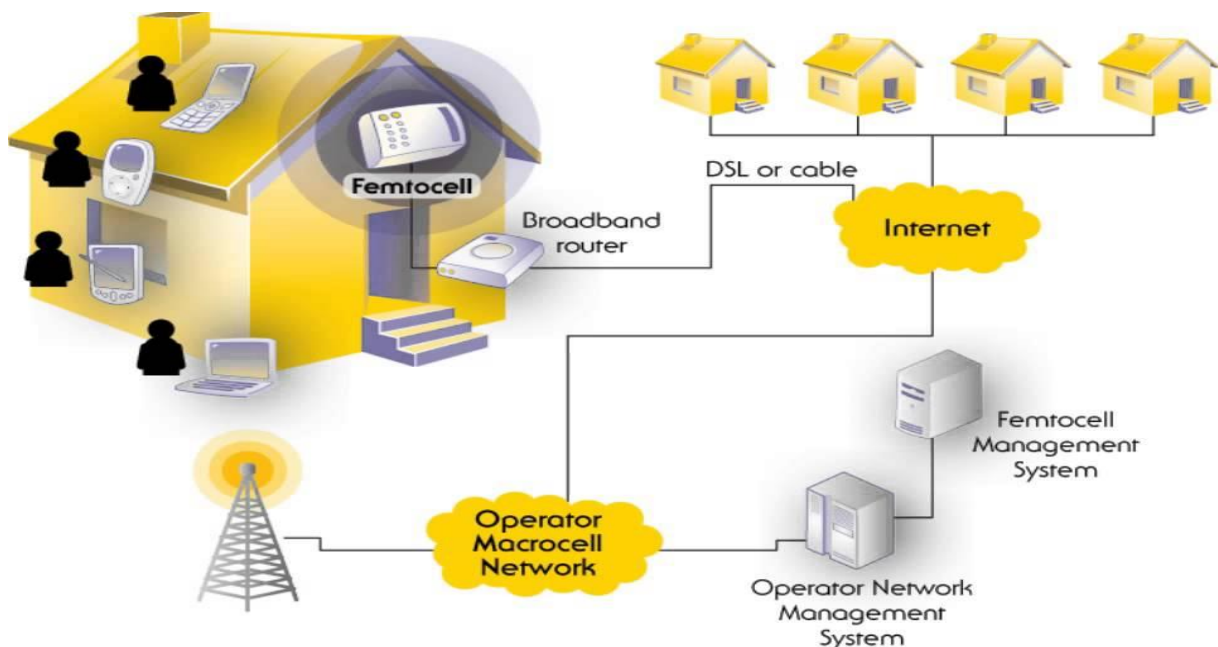 Femtocell
Broadband
router
DSL or cable
Internet
Femtocell
Management
System
Operator
Macrocell
Network
Operator Network
Management
System